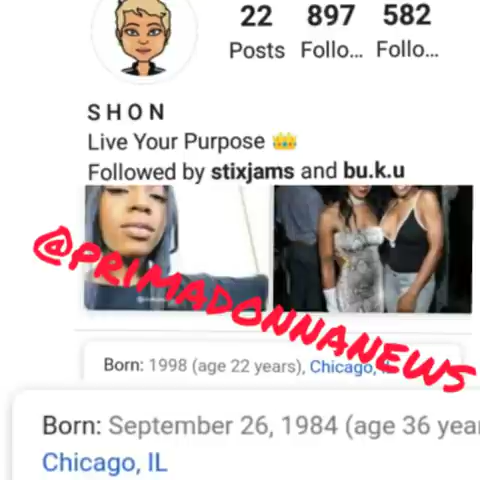 22 897 582
Posts Follo... Follo...
S H O N
Live Your Purpose 👑👑
Followed by stixjams and bu.k.u
@PRIMADONNANEWS
Born: 1998 (age 22 years), Chicago,
Born: September 26, 1984 (age 36 yea
Chicago, IL